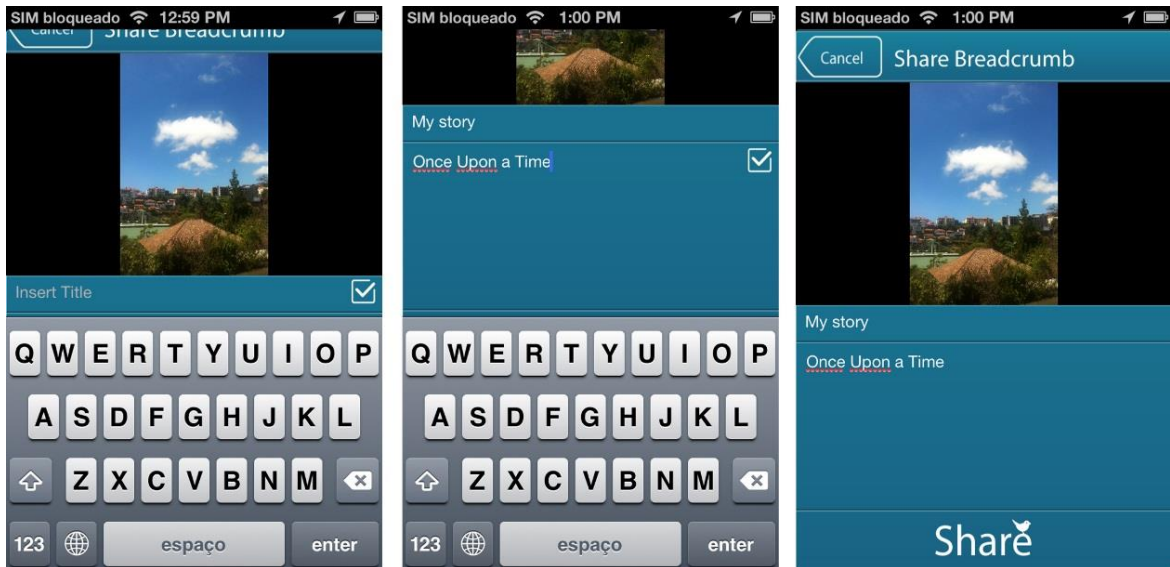 SIM bloqueado 12:59 PM
Cancel Share Breadcrumb
Insert Title
Q W E R T Y U I O P
A S D F G H J K L
Z X C V B N M
123 espaço enter
SIM bloqueado 1:00 PM
My story
Once Upon a Time
Q W E R T Y U I O P
A S D F G H J K L
Z X C V B N M
123 espaço enter
SIM bloqueado 1:00 PM
Cancel Share Breadcrumb
My story
Once Upon a Time
Share